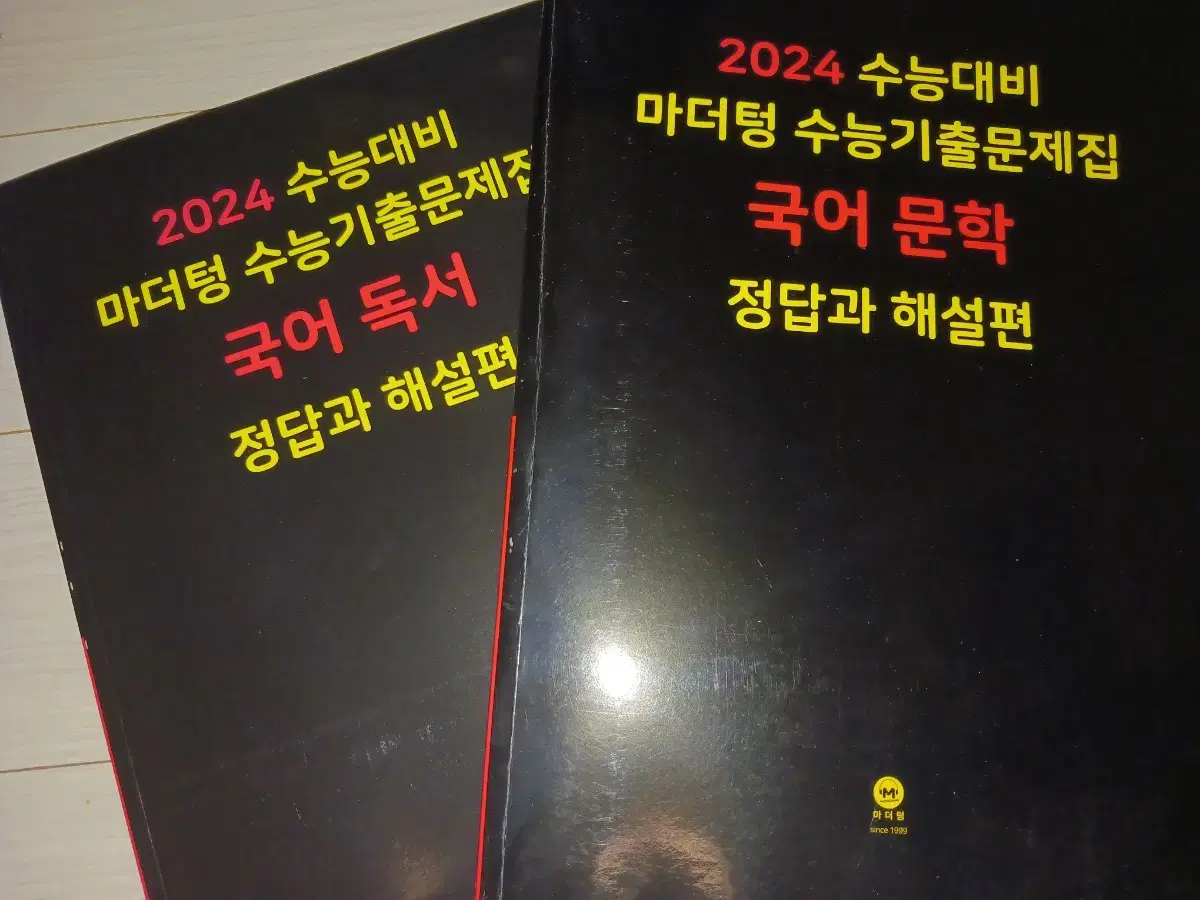 2024 수능대비
마더텅 수능기출문제집
국어 독서
정답과 해설편
2024 수능대비
마더텅 수능기출문제집
국어 문학
정답과 해설편
M
마더텅
since 1999